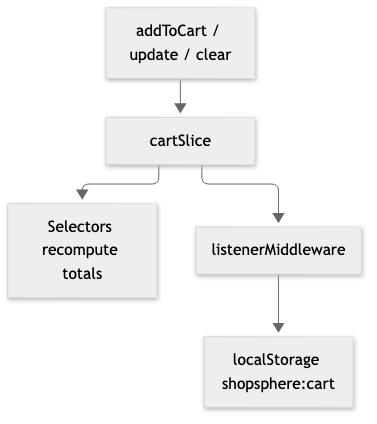 addToCart /
update / clear
cartSlice
Selectors
recompute
totals
listenerMiddleware
localStorage
shopsphere:cart